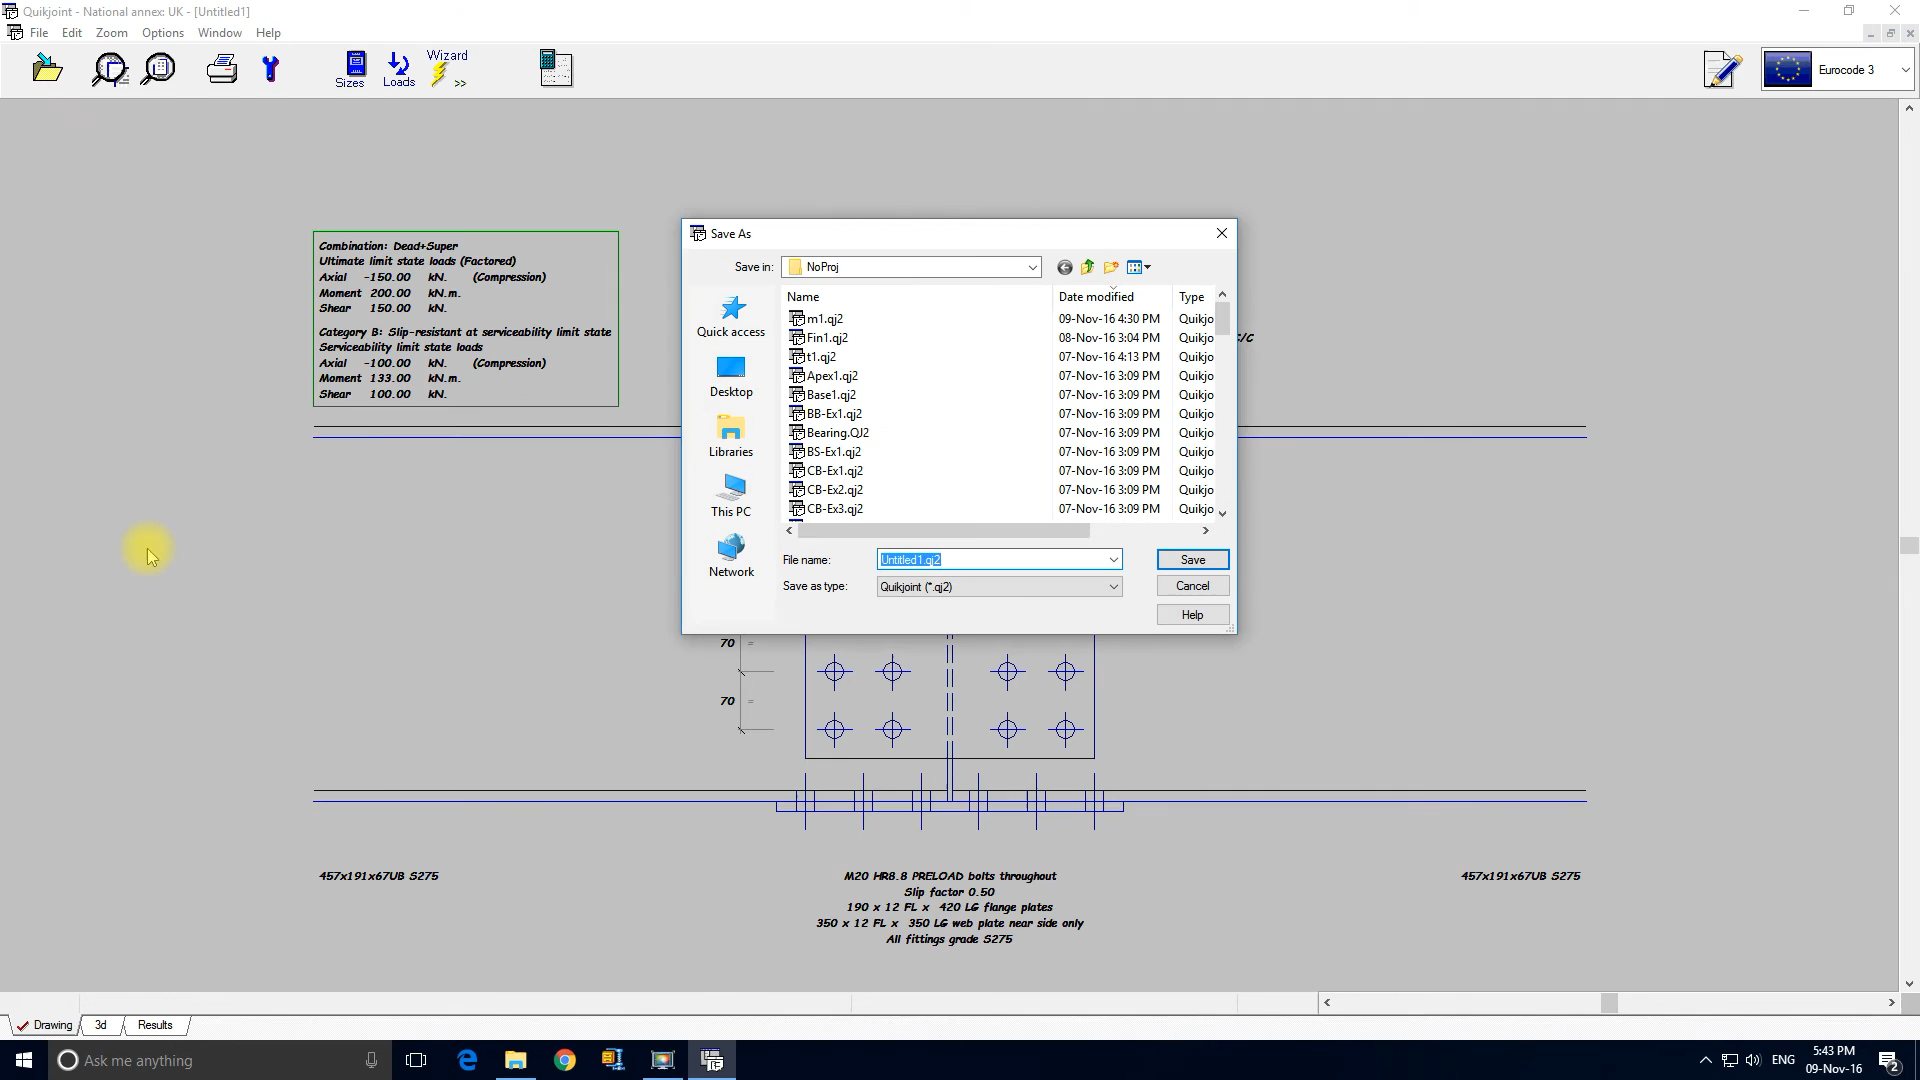 Quikjoint - National annex: UK - [Untitled1]
File Edit Zoom Options Window Help
Sizes Loads Wizard >> Eurocode 3
Combination: Dead+Super
Ultimate limit state loads (Factored)
Axial -150.00 kN. (Compression)
Moment 200.00 kN.m.
Shear 150.00 kN.
Category B: Slip-resistant at serviceability limit state
Serviceability limit state loads
Axial -100.00 kN. (Compression)
Moment 133.00 kN.m.
Shear 100.00 kN.
/C
Save As
Save in: NoProj
Quick access
Desktop
Libraries
This PC
Network
Name Date modified Type
m1.qj2 09-Nov-16 4:30 PM Quikjo
Fin1.qj2 08-Nov-16 3:04 PM Quikjo
t1.qj2 07-Nov-16 4:13 PM Quikjo
Apex1.qj2 07-Nov-16 3:09 PM Quikjo
Base1.qj2 07-Nov-16 3:09 PM Quikjo
BB-Ex1.qj2 07-Nov-16 3:09 PM Quikjo
Bearing.QJ2 07-Nov-16 3:09 PM Quikjo
BS-Ex1.qj2 07-Nov-16 3:09 PM Quikjo
CB-Ex1.qj2 07-Nov-16 3:09 PM Quikjo
CB-Ex2.qj2 07-Nov-16 3:09 PM Quikjo
CB-Ex3.qj2 07-Nov-16 3:09 PM Quikjo
File name: Untitled1.qj2 Save
Save as type: Quikjoint (*.qj2) Cancel
Help
70 =
70 =
457x191x67UB S275
M20 HR8.8 PRELOAD bolts throughout
Slip factor 0.50
190 x 12 FL x 420 LG flange plates
350 x 12 FL x 350 LG web plate near side only
All fittings grade S275
457x191x67UB S275
Drawing 3d Results
Ask me anything
ENG
5:43 PM
09-Nov-16
2